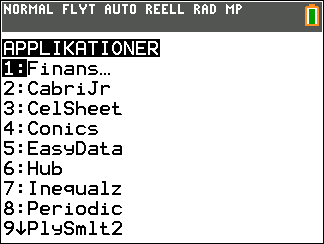 NORMAL FLYT AUTO REELL RAD MP
APPLIKATIONER
1:Finans…
2:CabriJr
3:CelSheet
4:Conics
5:EasyData
6:Hub
7:Inequalz
8:Periodic
9↓PlySmlt2